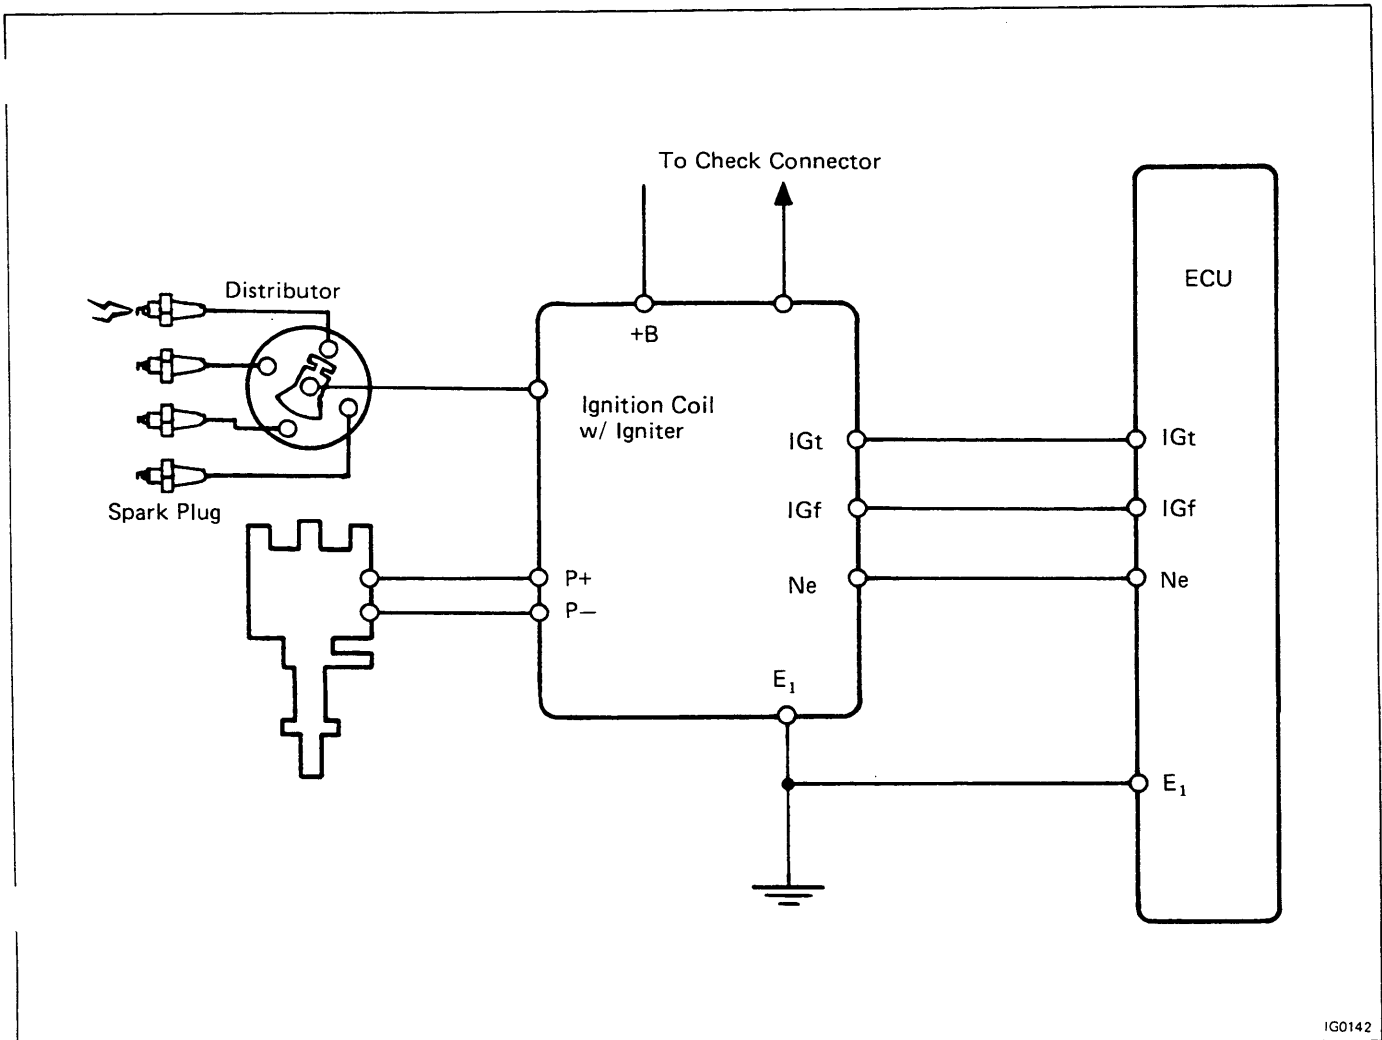 To Check Connector
Distributor
ECU
+B
Ignition Coil
w/ Igniter
IGt
IGt
IGf
IGf
Spark Plug
P+
Ne
Ne
P—
E₁
E₁
IG0142